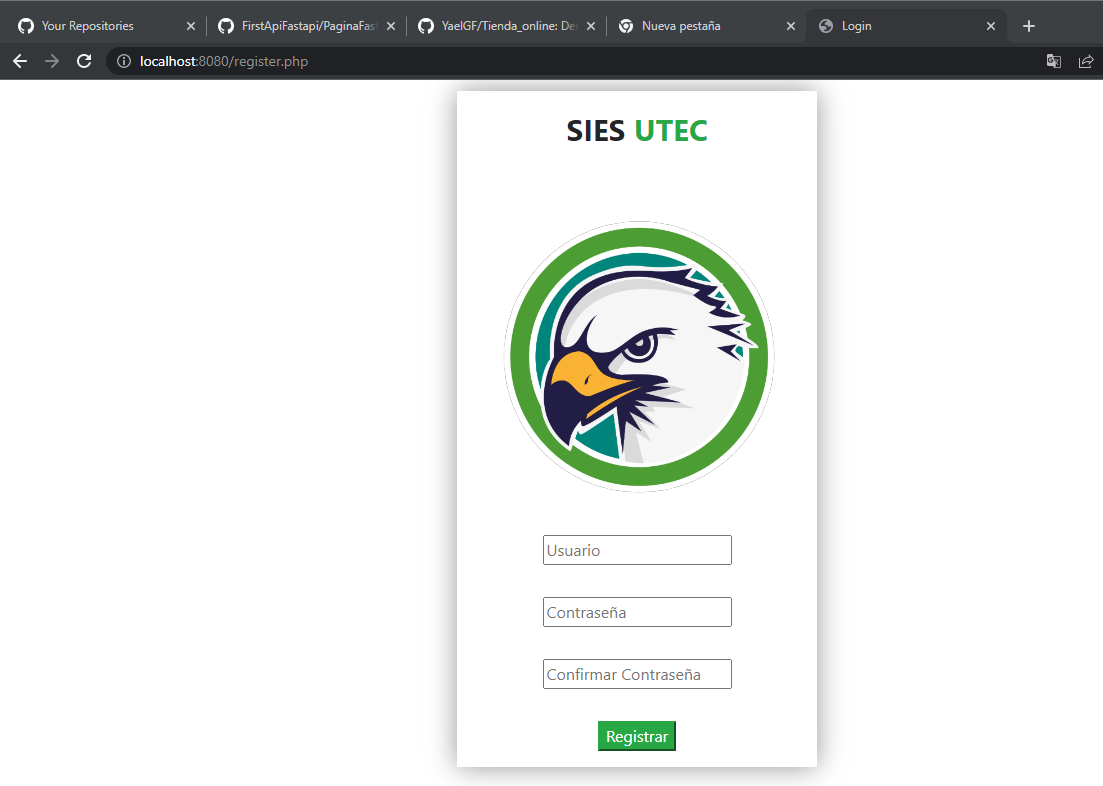 Your Repositories
FirstApiFastapi/PaginaFas
YaelGF/Tienda_online: De
Nueva pestaña
Login
localhost:8080/register.php
SIES UTEC
Usuario
Contraseña
Confirmar Contraseña
Registrar